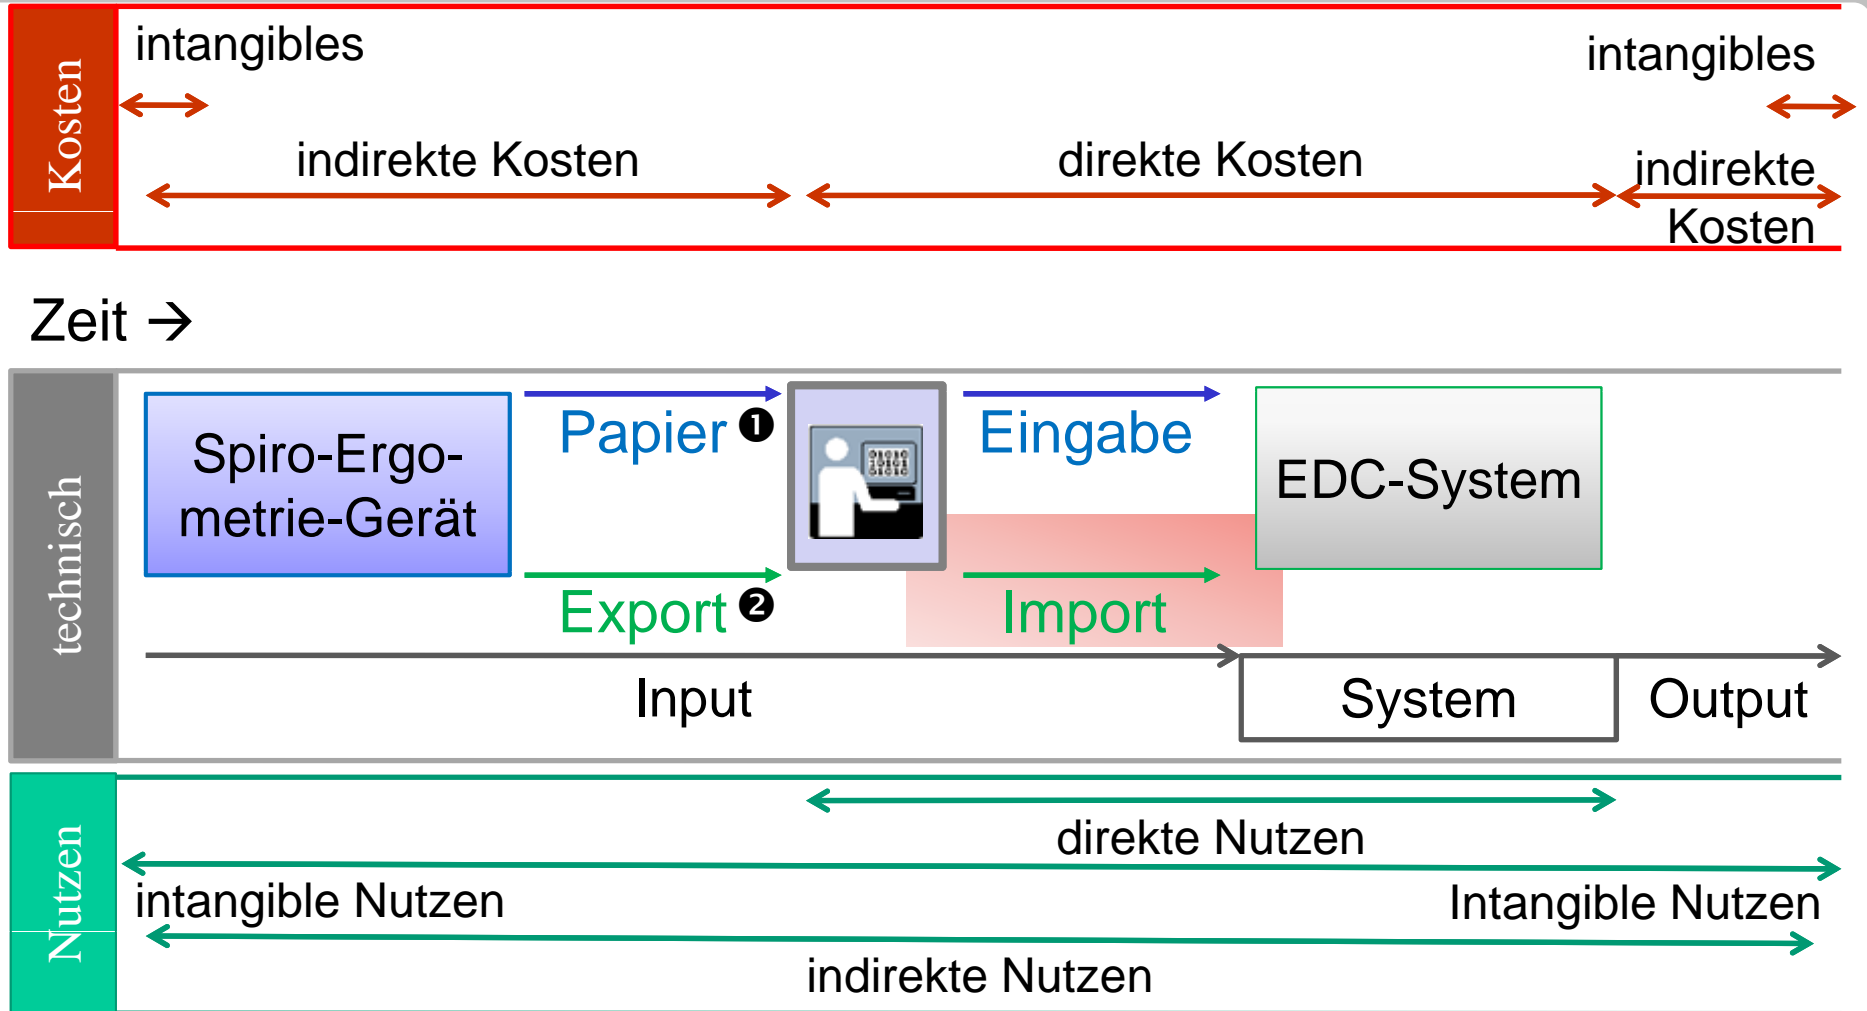 Kosten
intangibles
intangibles
indirekte Kosten
direkte Kosten
indirekte
Kosten
Zeit →
technisch
Spiro-Ergo-
metrie-Gerät
Papier ❶
Eingabe
EDC-System
Export ❷
Import
Input
System
Output
Nutzen
direkte Nutzen
intangible Nutzen
Intangible Nutzen
indirekte Nutzen